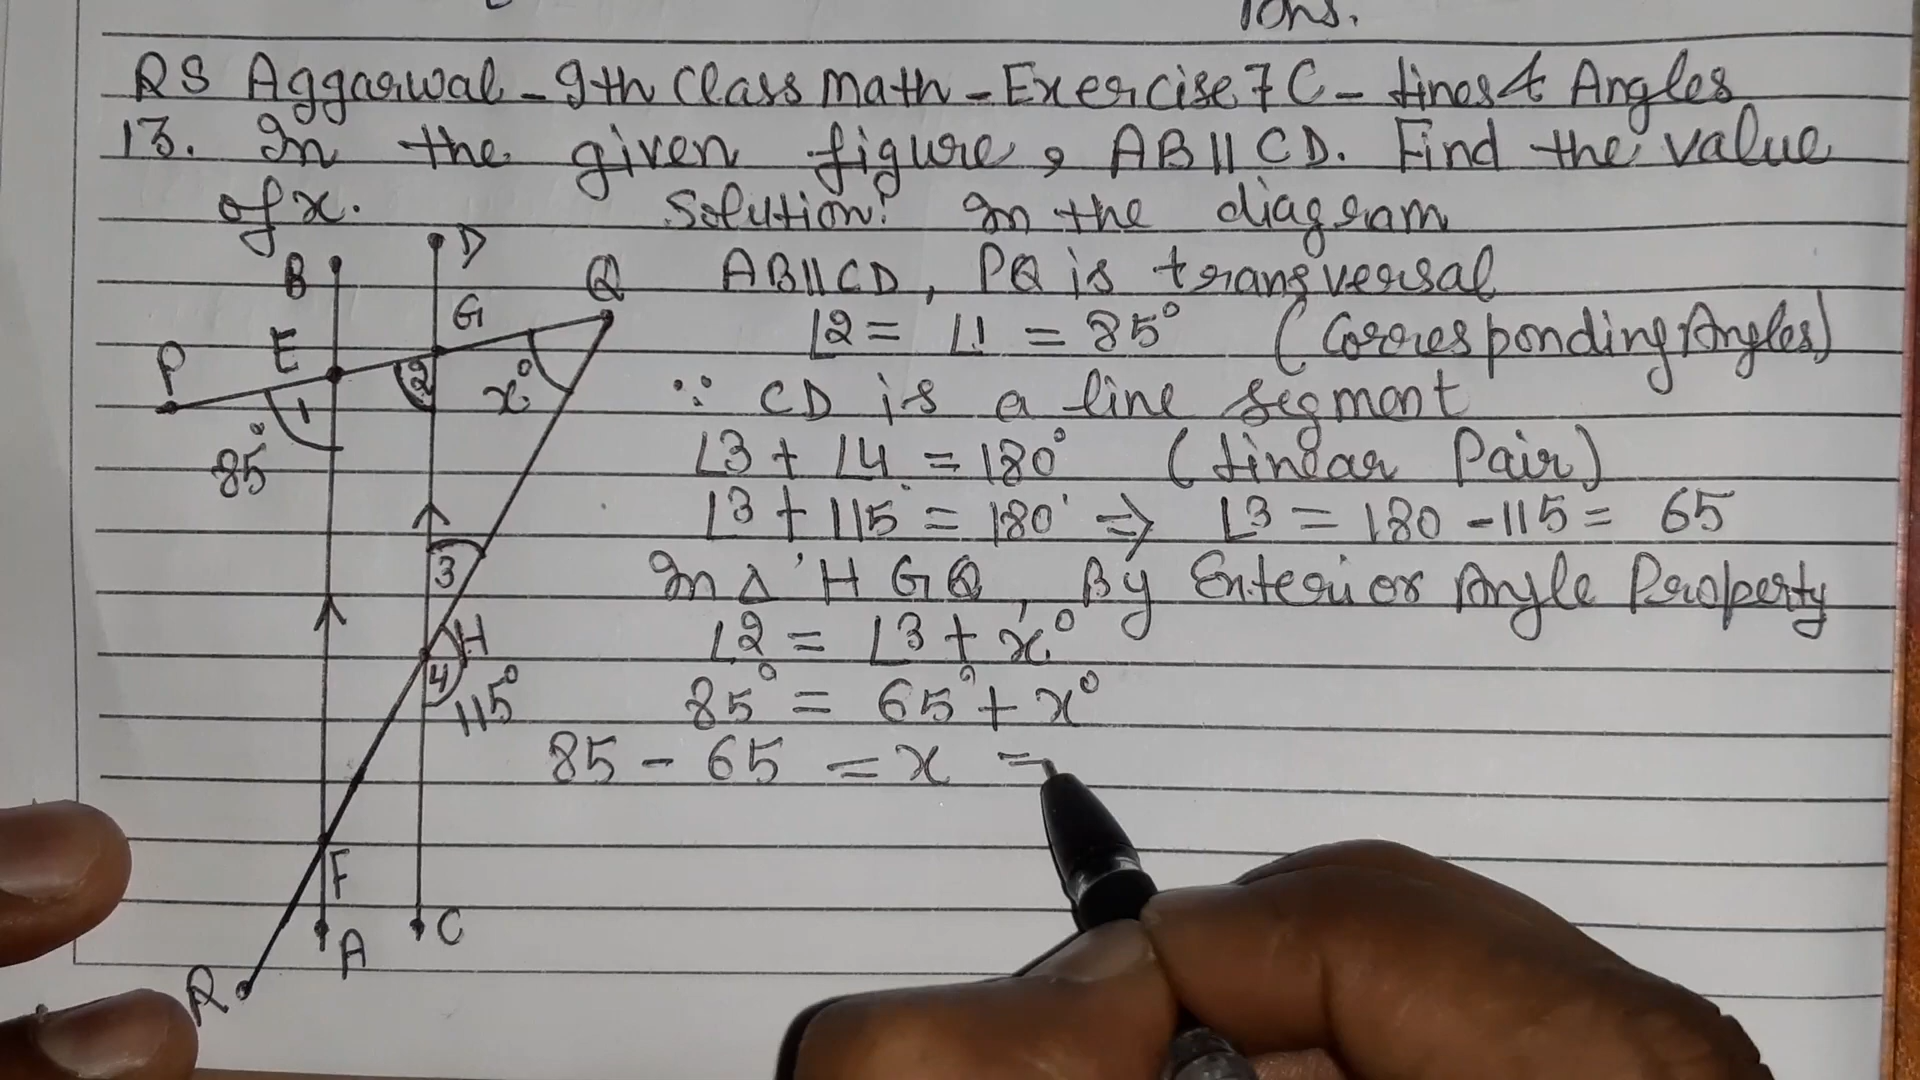 ions.
RS Aggarwal - 9th Class Math - Exercise 7C - Lines & Angles
13. In the given figure, AB || CD. Find the value
of x. Solution: In the diagram
AB || CD, PQ is transversal
∠2 = ∠1 = 85° (Corresponding Angles)
∵ CD is a line segment
∠3 + ∠4 = 180° (Linear Pair)
∠3 + 115° = 180° ⇒ ∠3 = 180 - 115 = 65
In Δ HGQ, By Exterior Angle Property
∠2 = ∠3 + x°
85° = 65° + x°
85 - 65 = x =
D
B
Q
G
E
P
2
x°
1
85°
3
H
4
115°
F
C
A
R